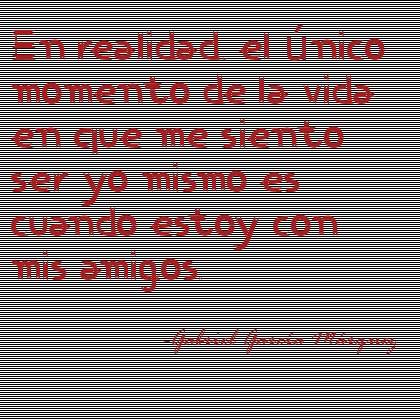 En realidad, el único
momento de la vida
en que me siento
ser yo mismo es
cuando estoy con
mis amigos.
-Gabriel García Márquez